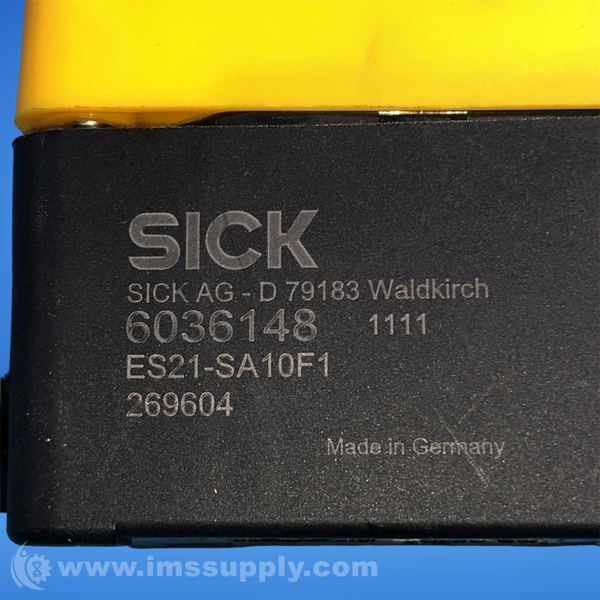 SICK
SICK AG - D 79183 Waldkirch
6036148 1111
ES21-SA10F1
269604
Made in Germany
www.imssupply.com